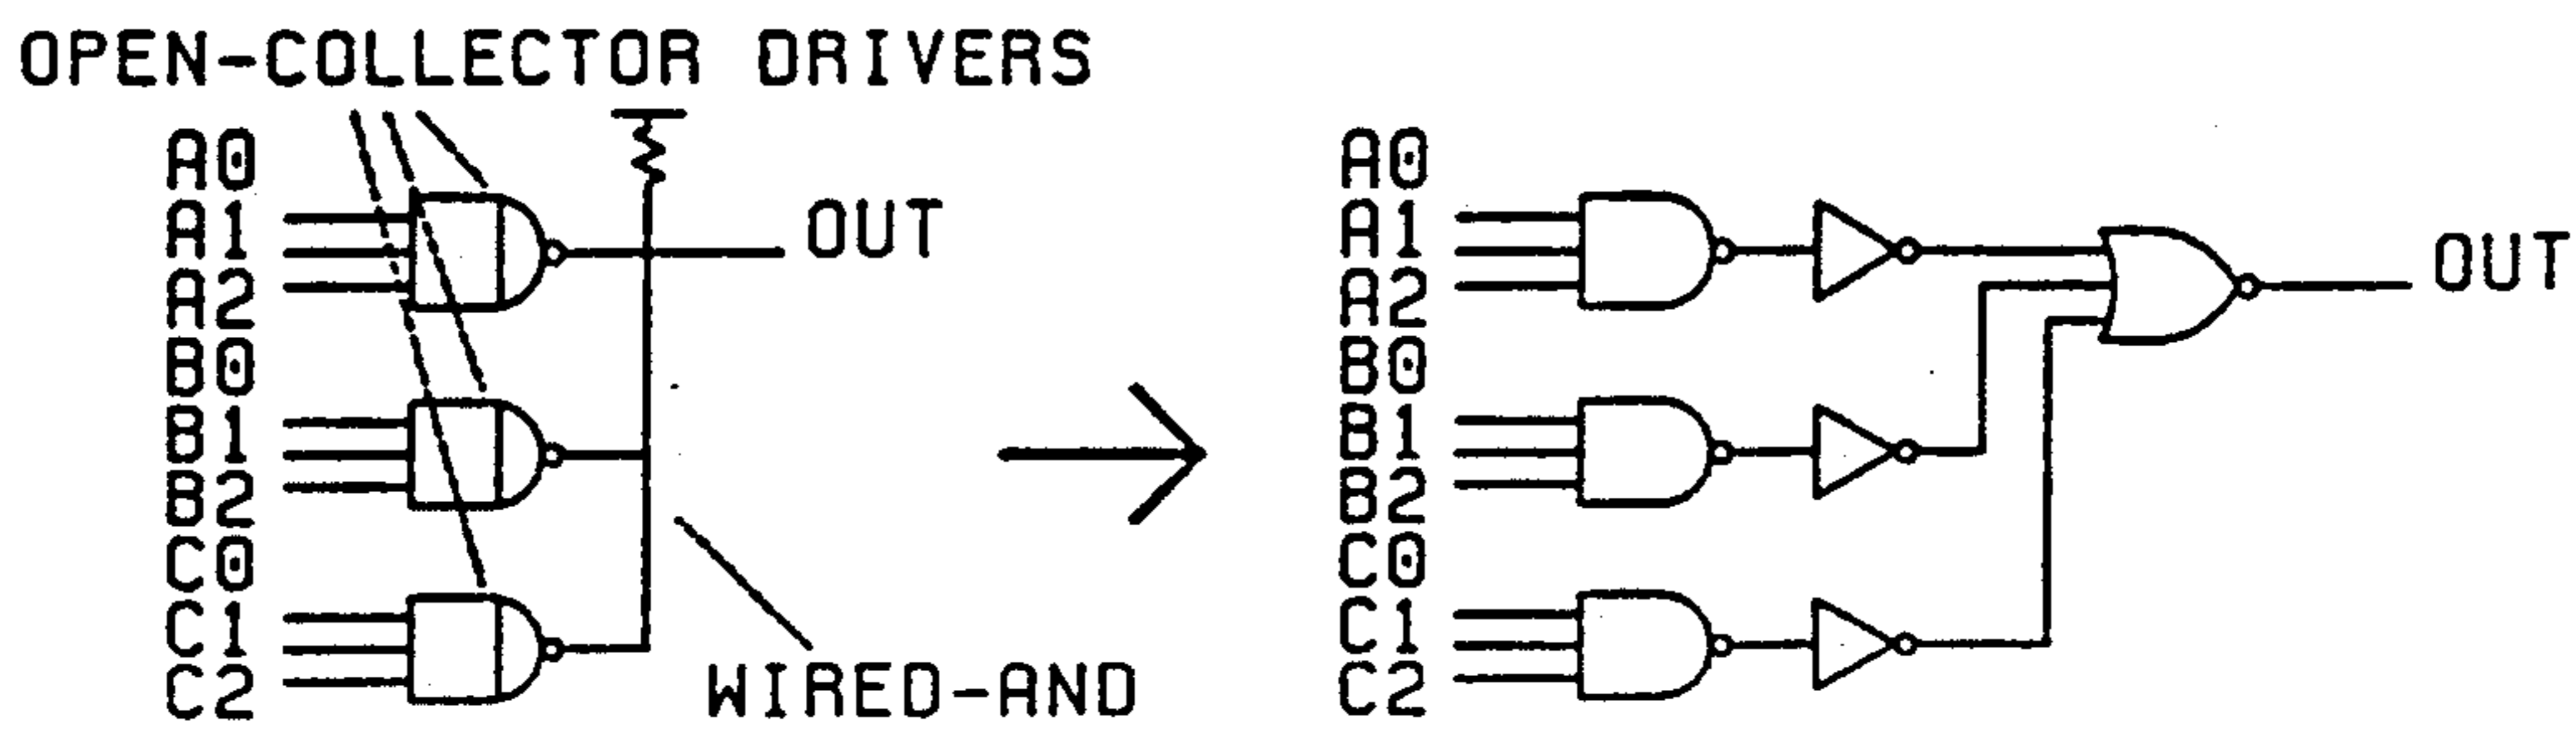 OPEN-COLLECTOR DRIVERS
A0
A1
A2
B0
B1
B2
C0
C1
C2
OUT
WIRED-AND
A0
A1
A2
B0
B1
B2
C0
C1
C2
OUT